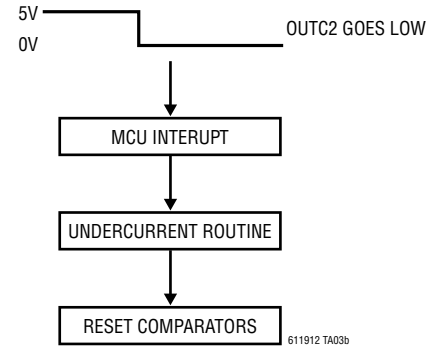 5V
0V
OUTC2 GOES LOW
MCU INTERUPT
UNDERCURRENT ROUTINE
RESET COMPARATORS
611912 TA03b